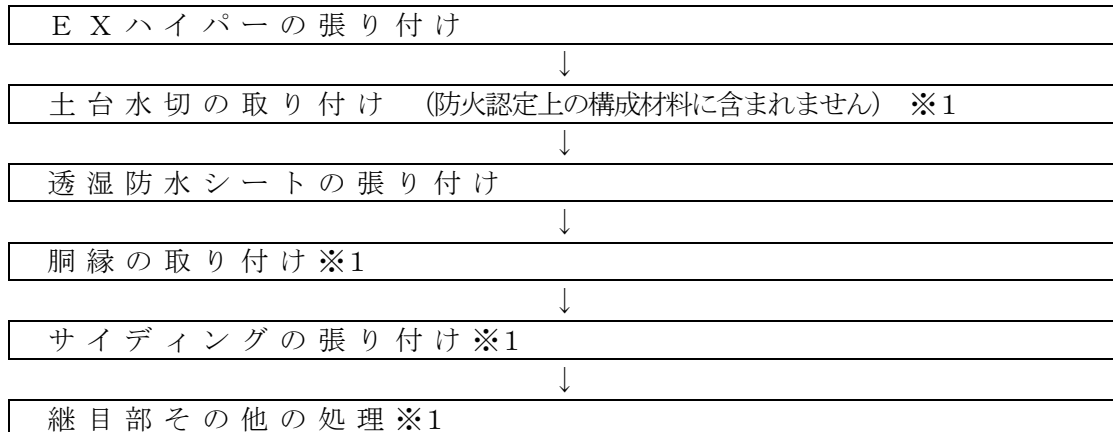 ＥＸハイパーの張り付け
↓
土台水切の取り付け （防火認定上の構成材料に含まれません） ※１
↓
透湿防水シートの張り付け
↓
胴縁の取り付け※１
↓
サイディングの張り付け※１
↓
継目部その他の処理※１